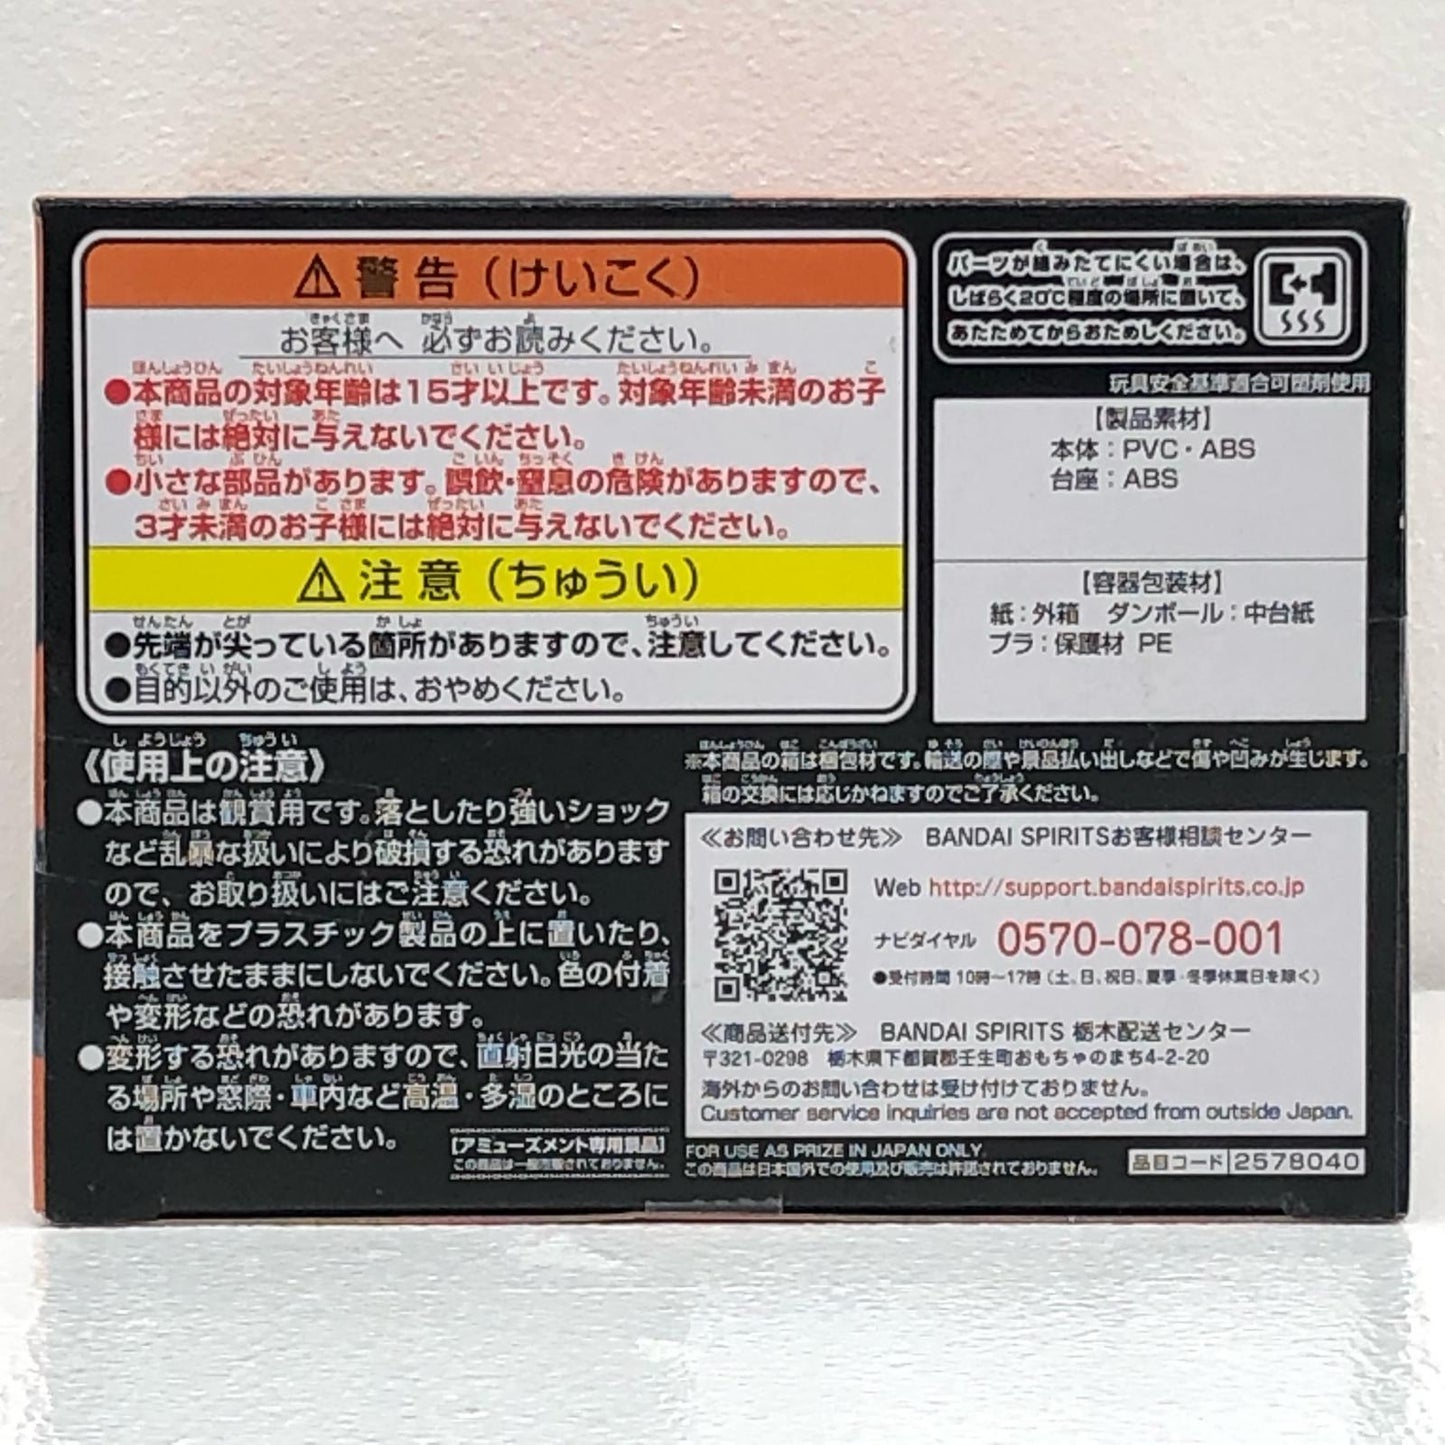 ⚠警告（けいこく）
お客様へ 必ずお読みください。
●本商品の対象年齢は15才以上です。対象年齢未満のお子
様には絶対に与えないでください。
●小さな部品があります。誤飲・窒息の危険がありますので、
3才未満のお子様には絶対に与えないでください。
⚠注意（ちゅうい）
●先端が尖っている箇所がありますので、注意してください。
●目的以外のご使用は、おやめください。
パーツが組みたてにくい場合は、
しばらく20℃程度の場所に置いて、
あたためてからおためしください。
玩具安全基準適合可塑剤使用
【製品素材】
本体：PVC・ABS
台座：ABS
【容器包装材】
紙：外箱 ダンボール：中台紙
プラ：保護材 PE
《使用上の注意》
●本商品は観賞用です。落としたり強いショック
など乱暴な扱いにより破損する恐れがあります
ので、お取り扱いにはご注意ください。
●本商品をプラスチック製品の上に置いたり、
接触させたままにしないでください。色の付着
や変形などの恐れがあります。
●変形する恐れがありますので、直射日光の当た
る場所や窓際・車内など高温・多湿のところに
は置かないでください。
［アミューズメント専用景品］
この商品は一般市販されておりません。
※本商品の箱は梱包材です。輸送の際や景品払い出しなどで傷や凹みが生じます。
箱の交換には応じかねますのでご了承ください。
≪お問い合わせ先≫ BANDAI SPIRITSお客様相談センター
Web http://support.bandaispirits.co.jp
ナビダイヤル 0570-078-001
●受付時間 10時～17時（土、日、祝日、夏季・冬季休業日を除く）
≪商品送付先≫ BANDAI SPIRITS 栃木配送センター
〒321-0298 栃木県下都賀郡壬生町おもちゃのまち4-2-20
海外からのお問い合わせは受け付けておりません。
Customer service inquiries are not accepted from outside Japan.
FOR USE AS PRIZE IN JAPAN ONLY.
この商品は日本国外での使用及び販売は許諾されておりません。
品目コード 2578040